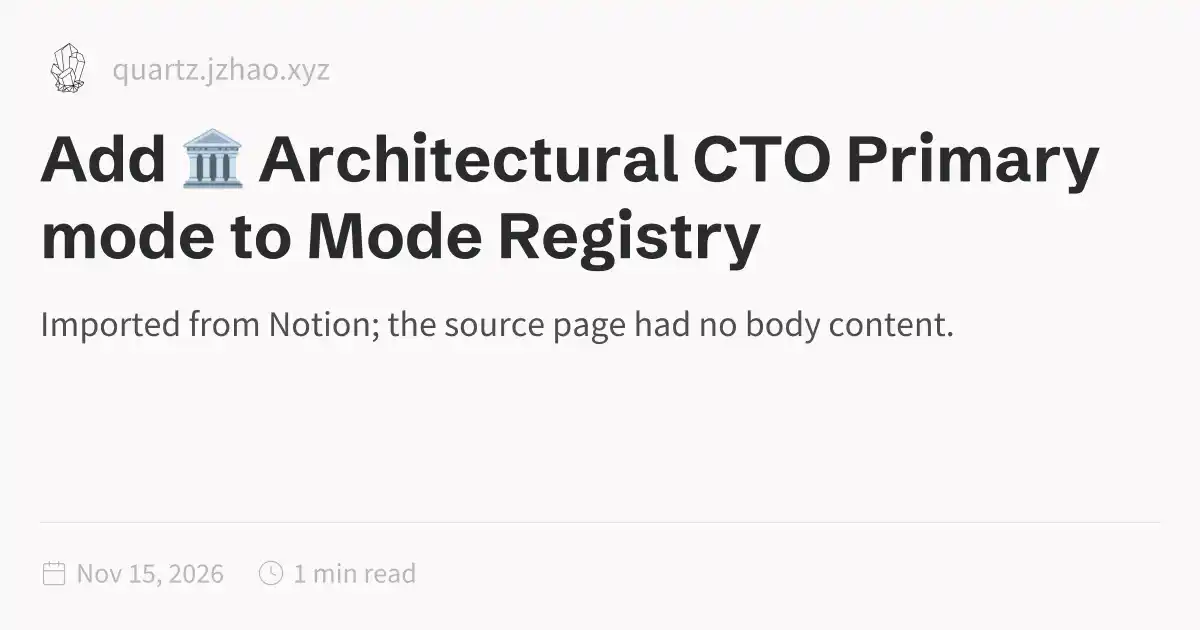 quartz.jzhao.xyz
Add 🏛️ Architectural CTO Primary
mode to Mode Registry
Imported from Notion; the source page had no body content.
Nov 15, 2026 1 min read